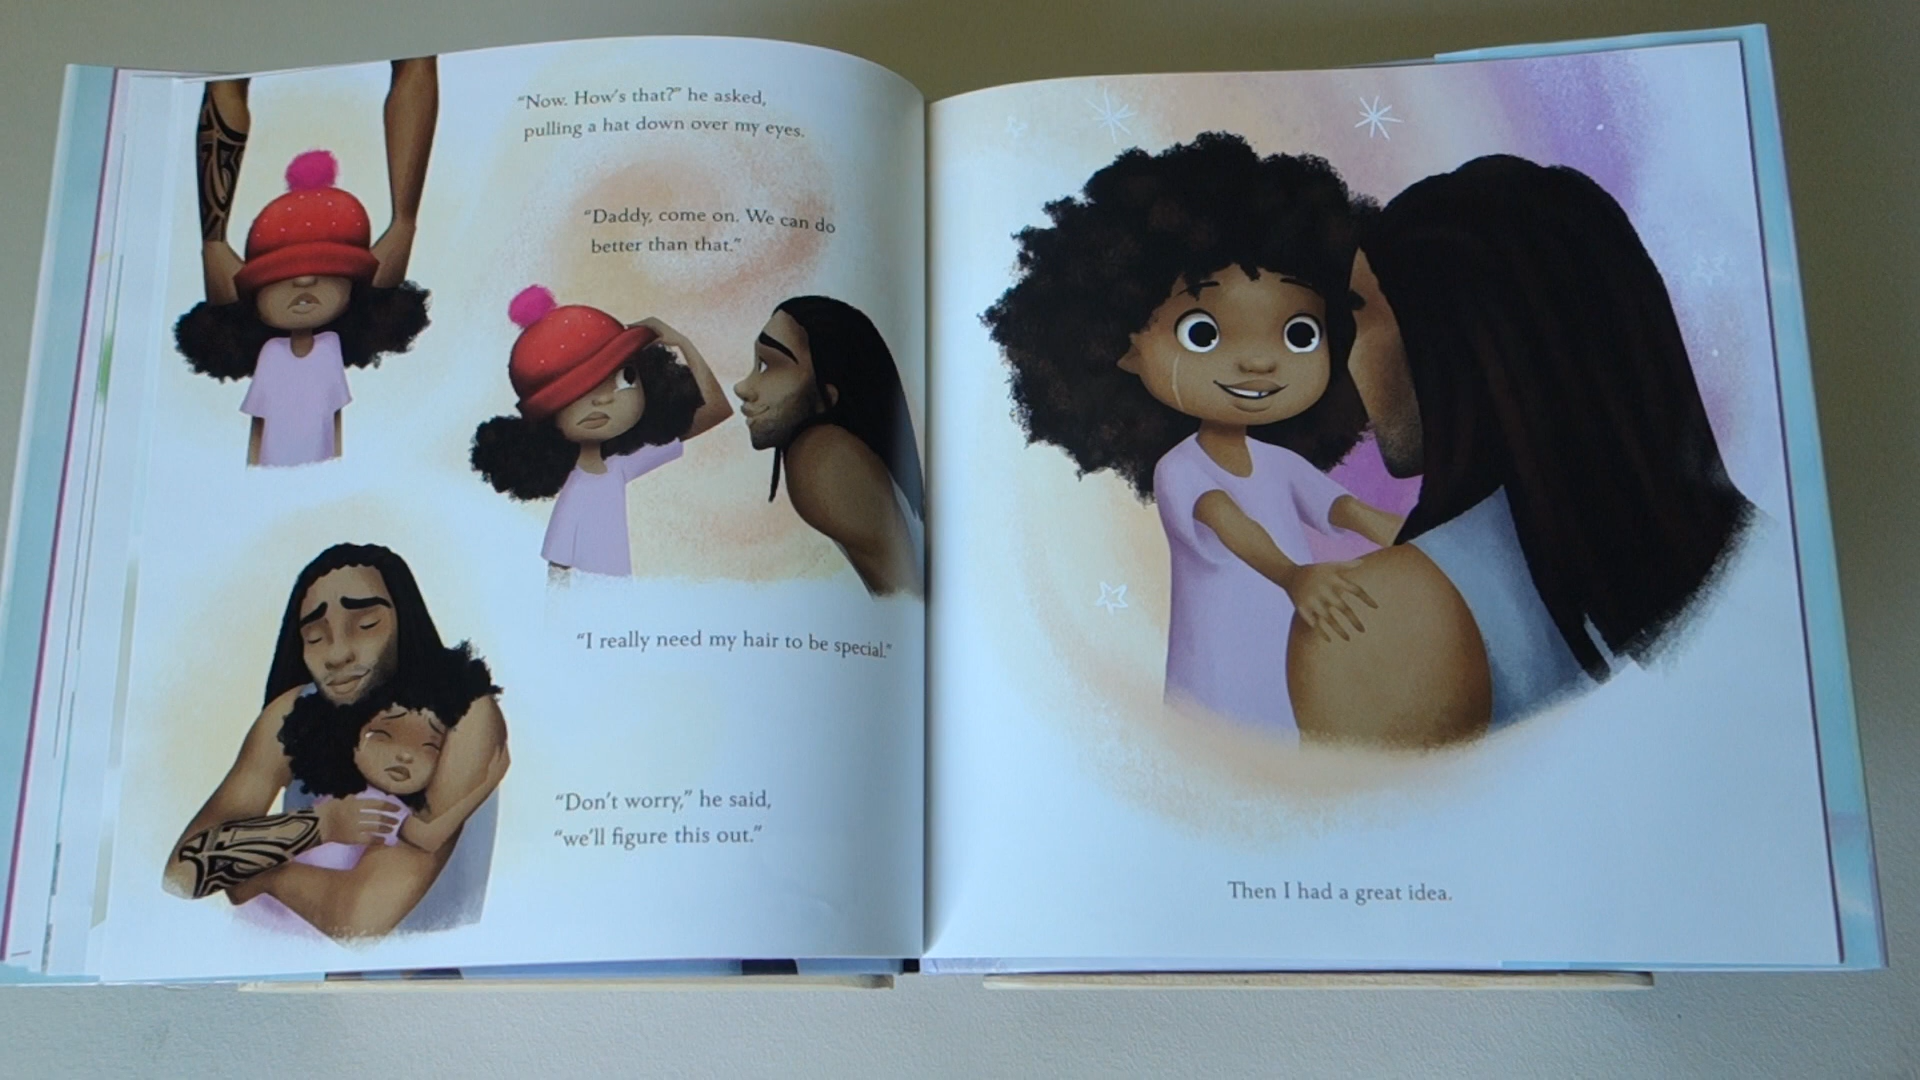 “Now. How’s that?” he asked,
pulling a hat down over my eyes.
“Daddy, come on. We can do
better than that.”
“I really need my hair to be special.”
“Don’t worry,” he said,
“we’ll figure this out.”
Then I had a great idea.